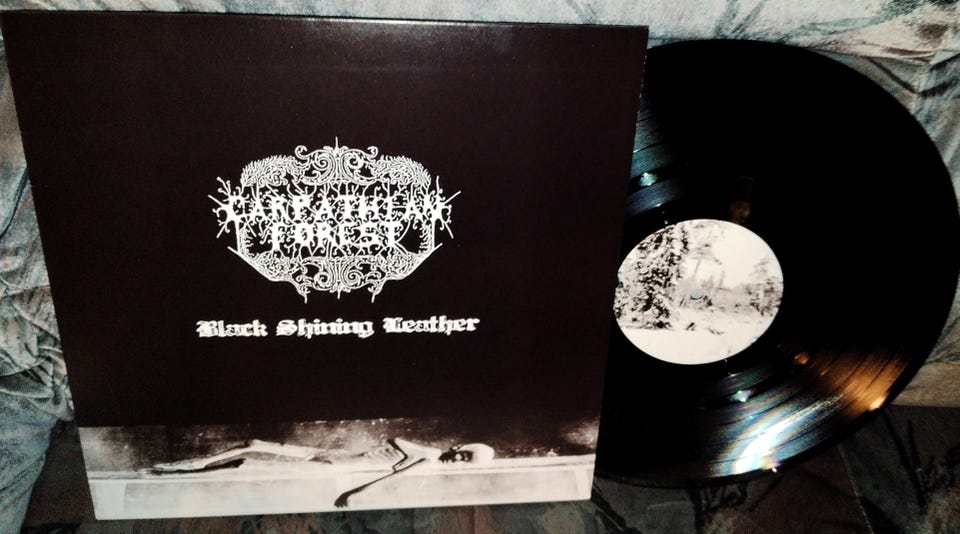 CARPATHIAN
FOREST
Black Shining Leather